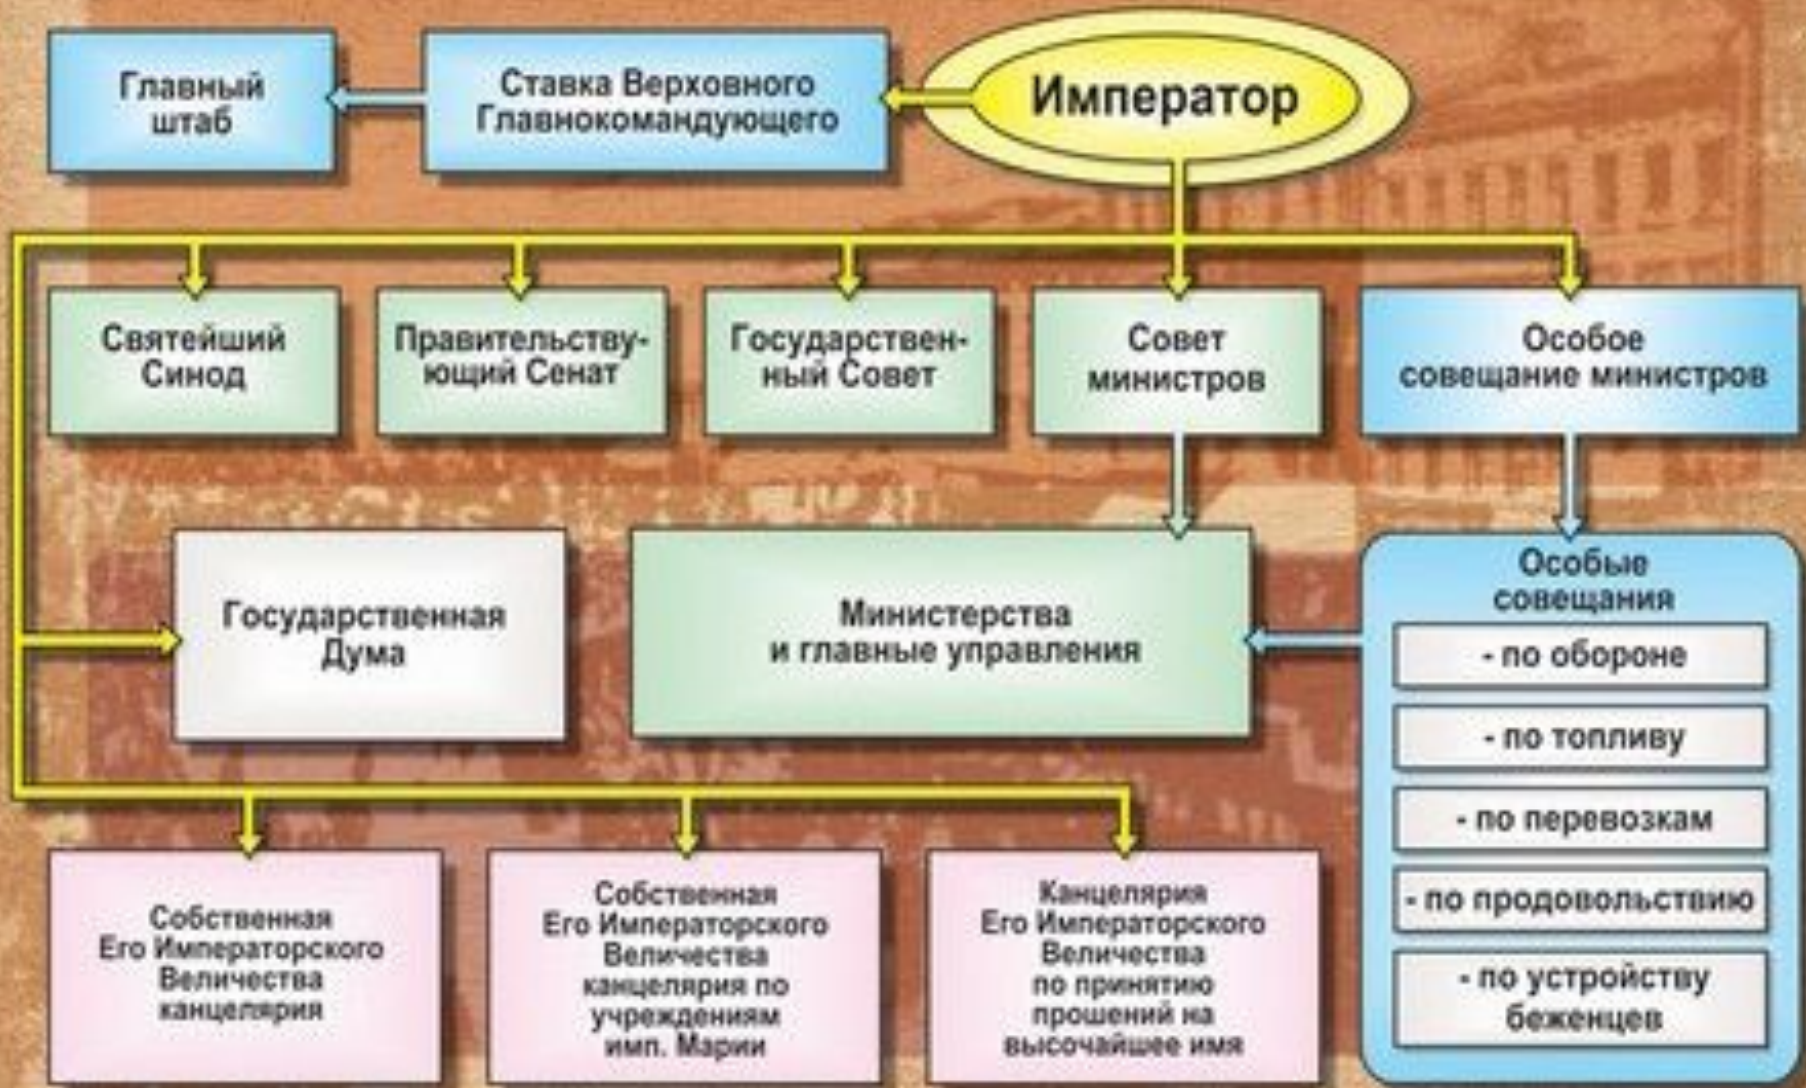 Главный
штаб
Ставка Верховного
Главнокомандующего
Император
Святейший
Синод
Правительству-
ющий Сенат
Государствен-
ный Совет
Совет
министров
Особое
совещание министров
Государственная
Дума
Министерства
и главные управления
Особые
совещания
- по обороне
- по топливу
- по перевозкам
- по продовольствию
- по устройству
беженцев
Собственная
Его Императорского
Величества
канцелярия
Собственная
Его Императорского
Величества
канцелярия по
учреждениям
имп. Марии
Канцелярия
Его Императорского
Величества
по принятию
прошений на
высочайшее имя